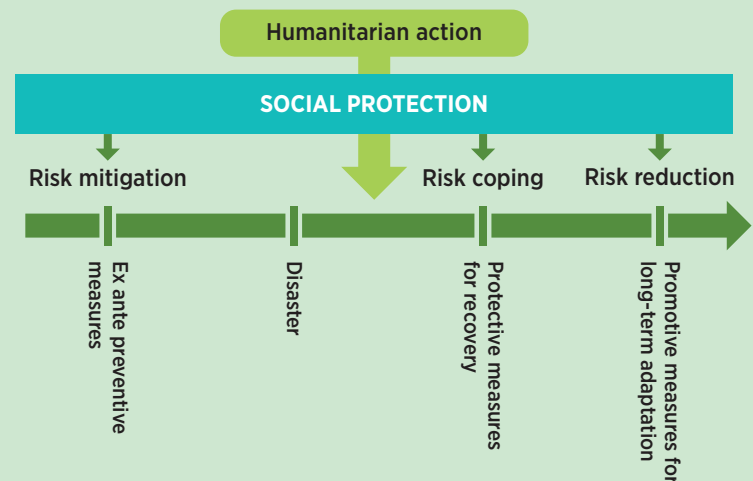 Humanitarian action
SOCIAL PROTECTION
Risk mitigation
Risk coping
Risk reduction
Ex ante preventive
measures
Disaster
Protective measures
for recovery
Promotive measures for
long-term adaptation